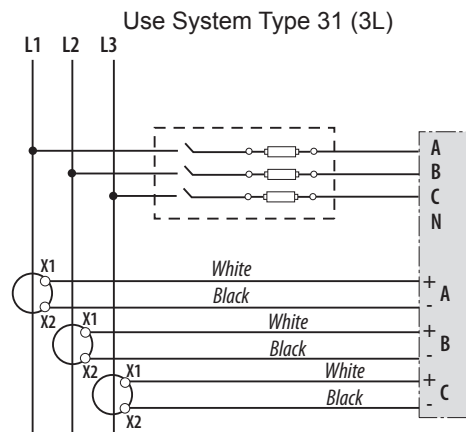 Use System Type 31 (3L)
L1 L2 L3
A
B
C
N
X1 White +
A
Black -
X2 X1 White +
B
X2 Black -
X1 White +
C
Black -
X2